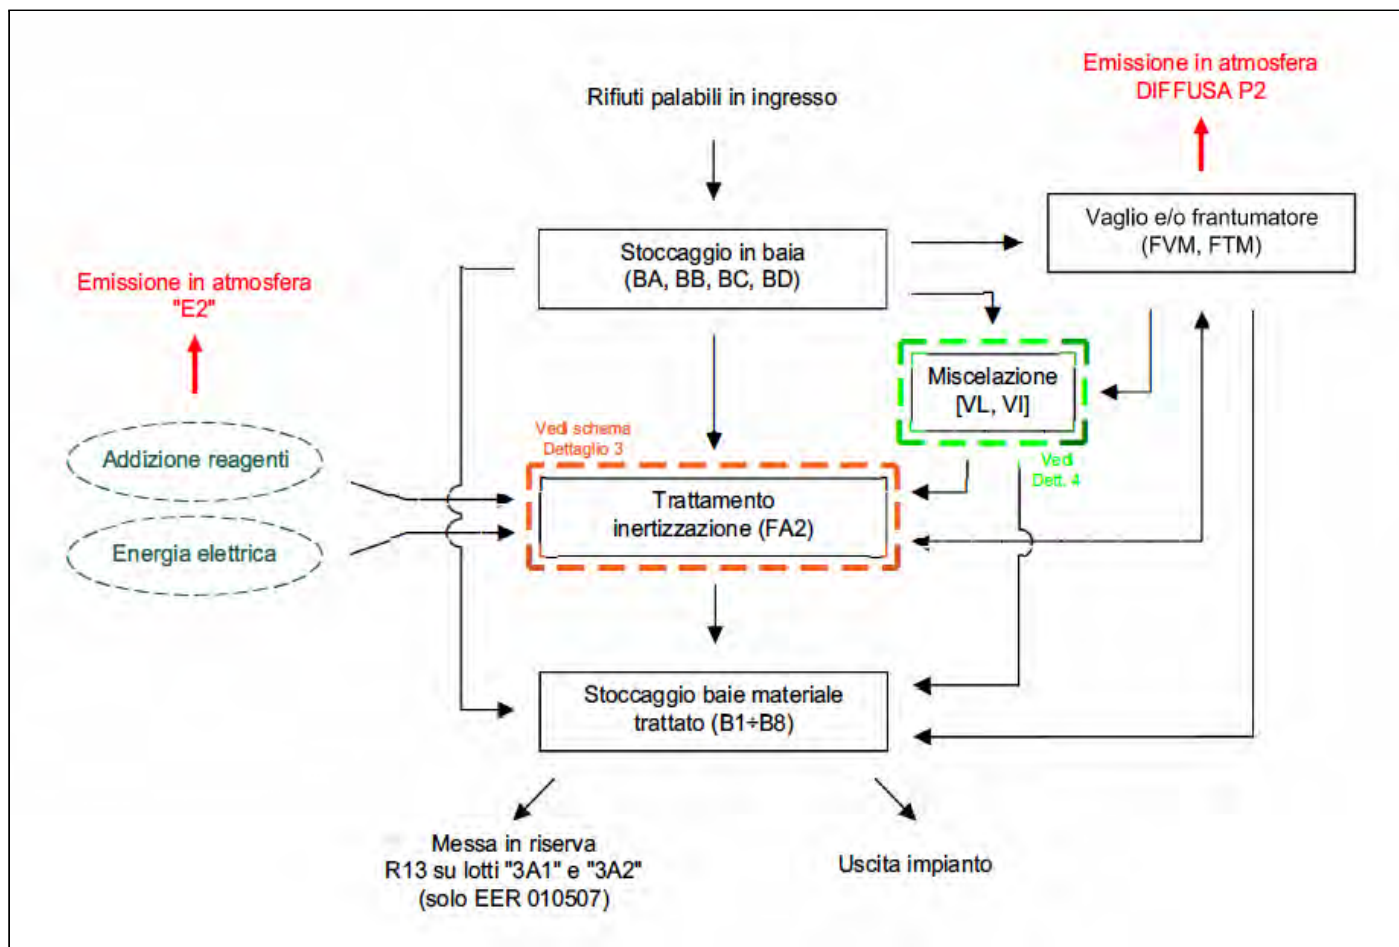 Emissione in atmosfera
DIFFUSA P2
Rifiuti palabili in ingresso
Vaglio e/o frantumatore
(FVM, FTM)
Stoccaggio in baia
(BA, BB, BC, BD)
Emissione in atmosfera
"E2"
Miscelazione
[VL, VI]
Vedi schema
Dettaglio 3
Vedi
Dett. 4
Addizione reagenti
Trattamento
inertizzazione (FA2)
Energia elettrica
Stoccaggio baie materiale
trattato (B1÷B8)
Messa in riserva
R13 su lotti "3A1" e "3A2"
(solo EER 010507)
Uscita impianto